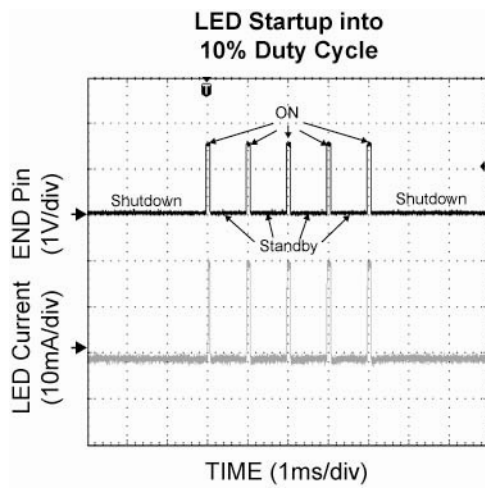 LED Startup into
10% Duty Cycle
T
ON
Shutdown
Shutdown
Standby
END Pin
(1V/div)
LED Current
(10mA/div)
TIME (1ms/div)